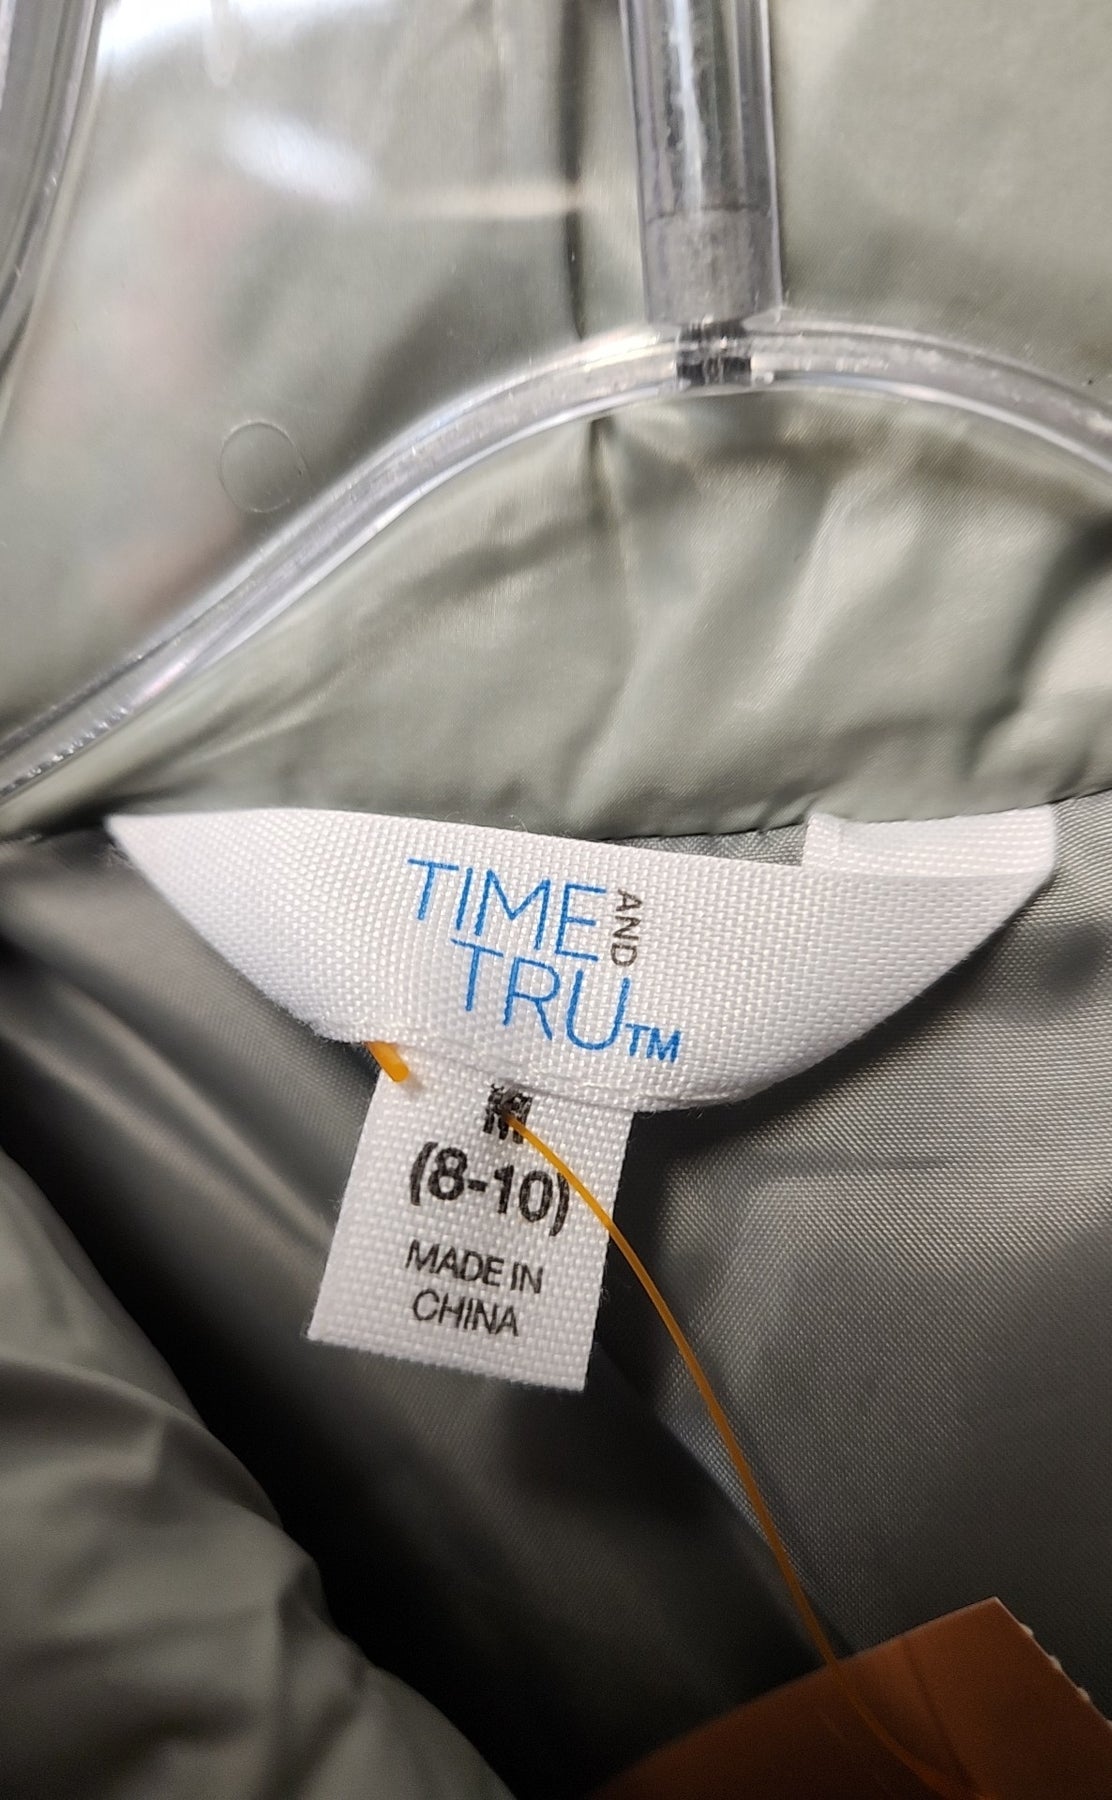 TIME AND
TRU™
M
(8-10)
MADE IN
CHINA